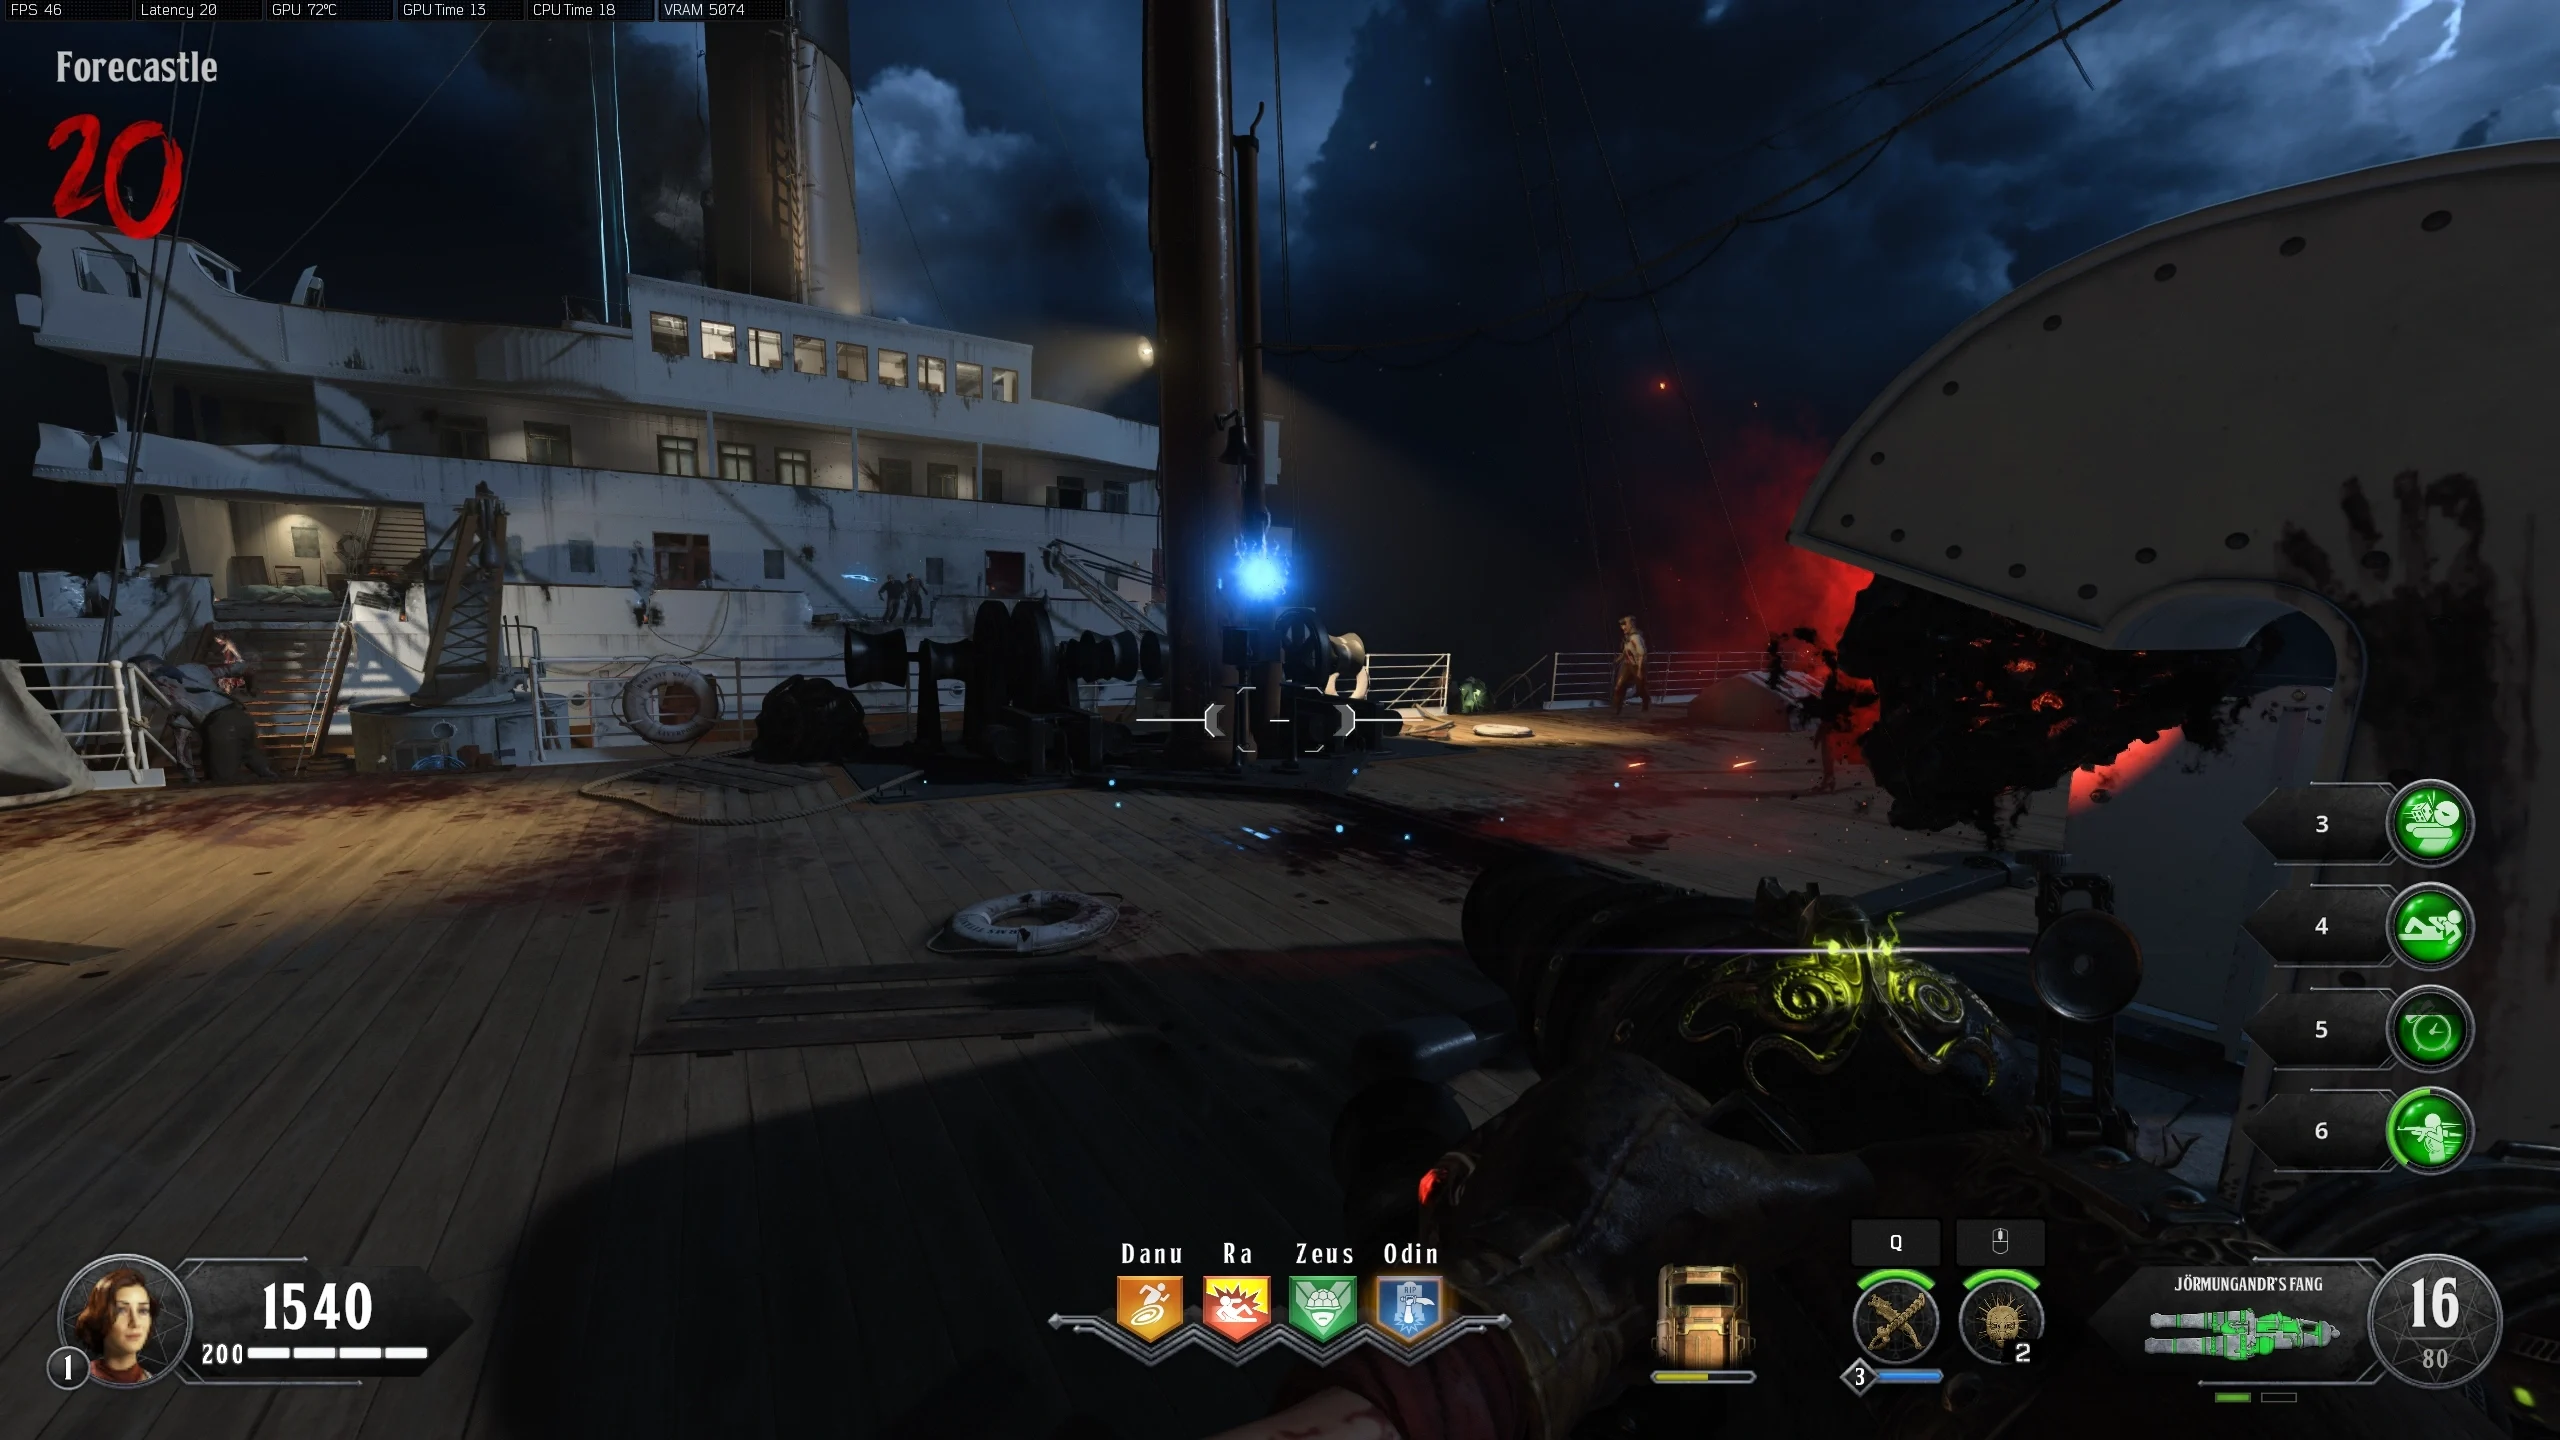 FPS 46 Latency 20 GPU 72°C GPU Time 13 CPU Time 18 VRAM 5074
Forecastle
20
3
4
5
6
Q
Danu Ra Zeus Odin
RIP
1540
200
1
2
3
JÖRMUNGANDR'S FANG
16
80